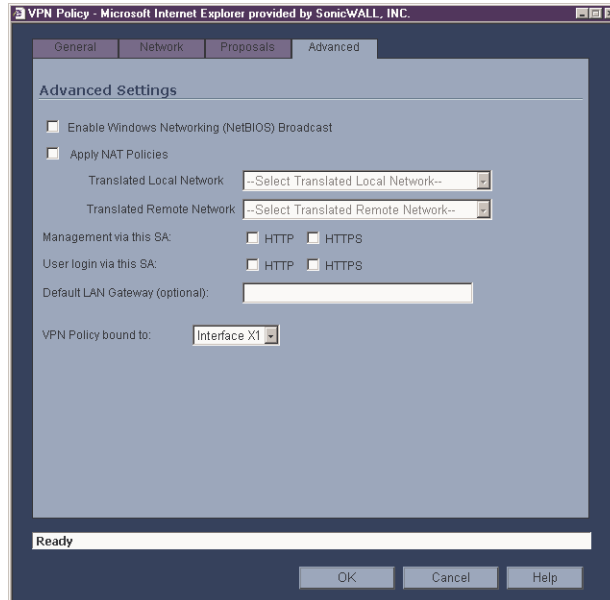 VPN Policy - Microsoft Internet Explorer provided by SonicWALL, INC.
General Network Proposals Advanced
Advanced Settings
Enable Windows Networking (NetBIOS) Broadcast
Apply NAT Policies
Translated Local Network --Select Translated Local Network--
Translated Remote Network --Select Translated Remote Network--
Management via this SA: HTTP HTTPS
User login via this SA: HTTP HTTPS
Default LAN Gateway (optional):
VPN Policy bound to: Interface X1
Ready
OK Cancel Help